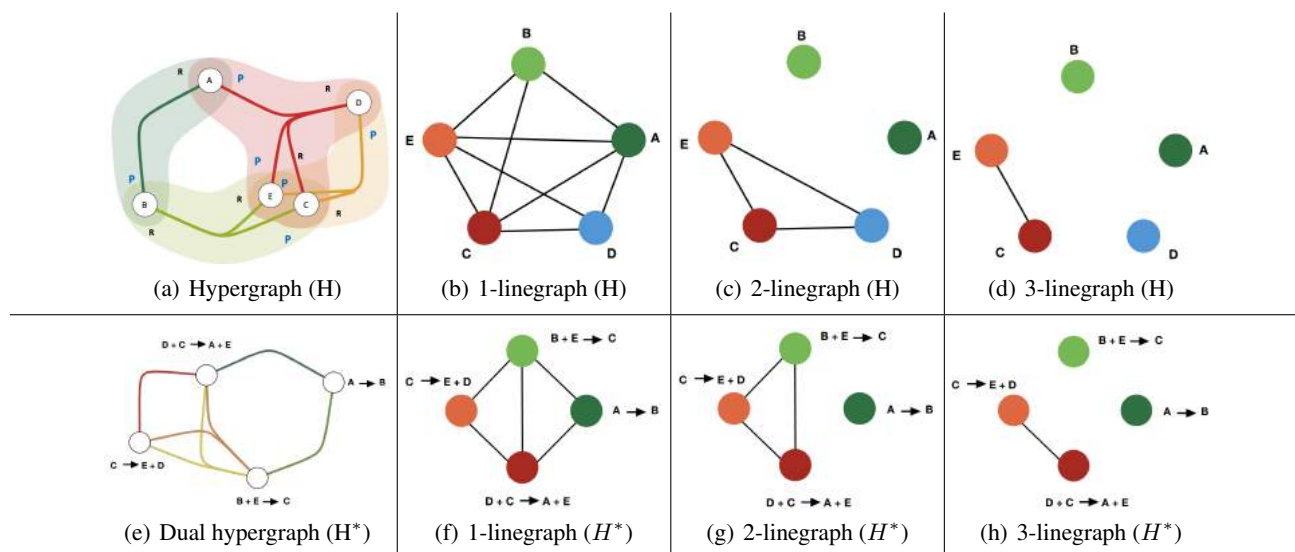 A
R
P
R
D
P
R
P
P
P
E
C
B
R
R
R
P
(a) Hypergraph (H)
B
E
A
C
D
(b) 1-linegraph (H)
B
E
A
C
D
(c) 2-linegraph (H)
B
E
A
C
D
(d) 3-linegraph (H)
D + C → A + E
A → B
C → E + D
B + E → C
(e) Dual hypergraph (H*)
B + E → C
C → E + D
A → B
D + C → A + E
(f) 1-linegraph (H*)
B + E → C
C → E + D
A → B
D + C → A + E
(g) 2-linegraph (H*)
B + E → C
C → E + D
A → B
D + C → A + E
(h) 3-linegraph (H*)